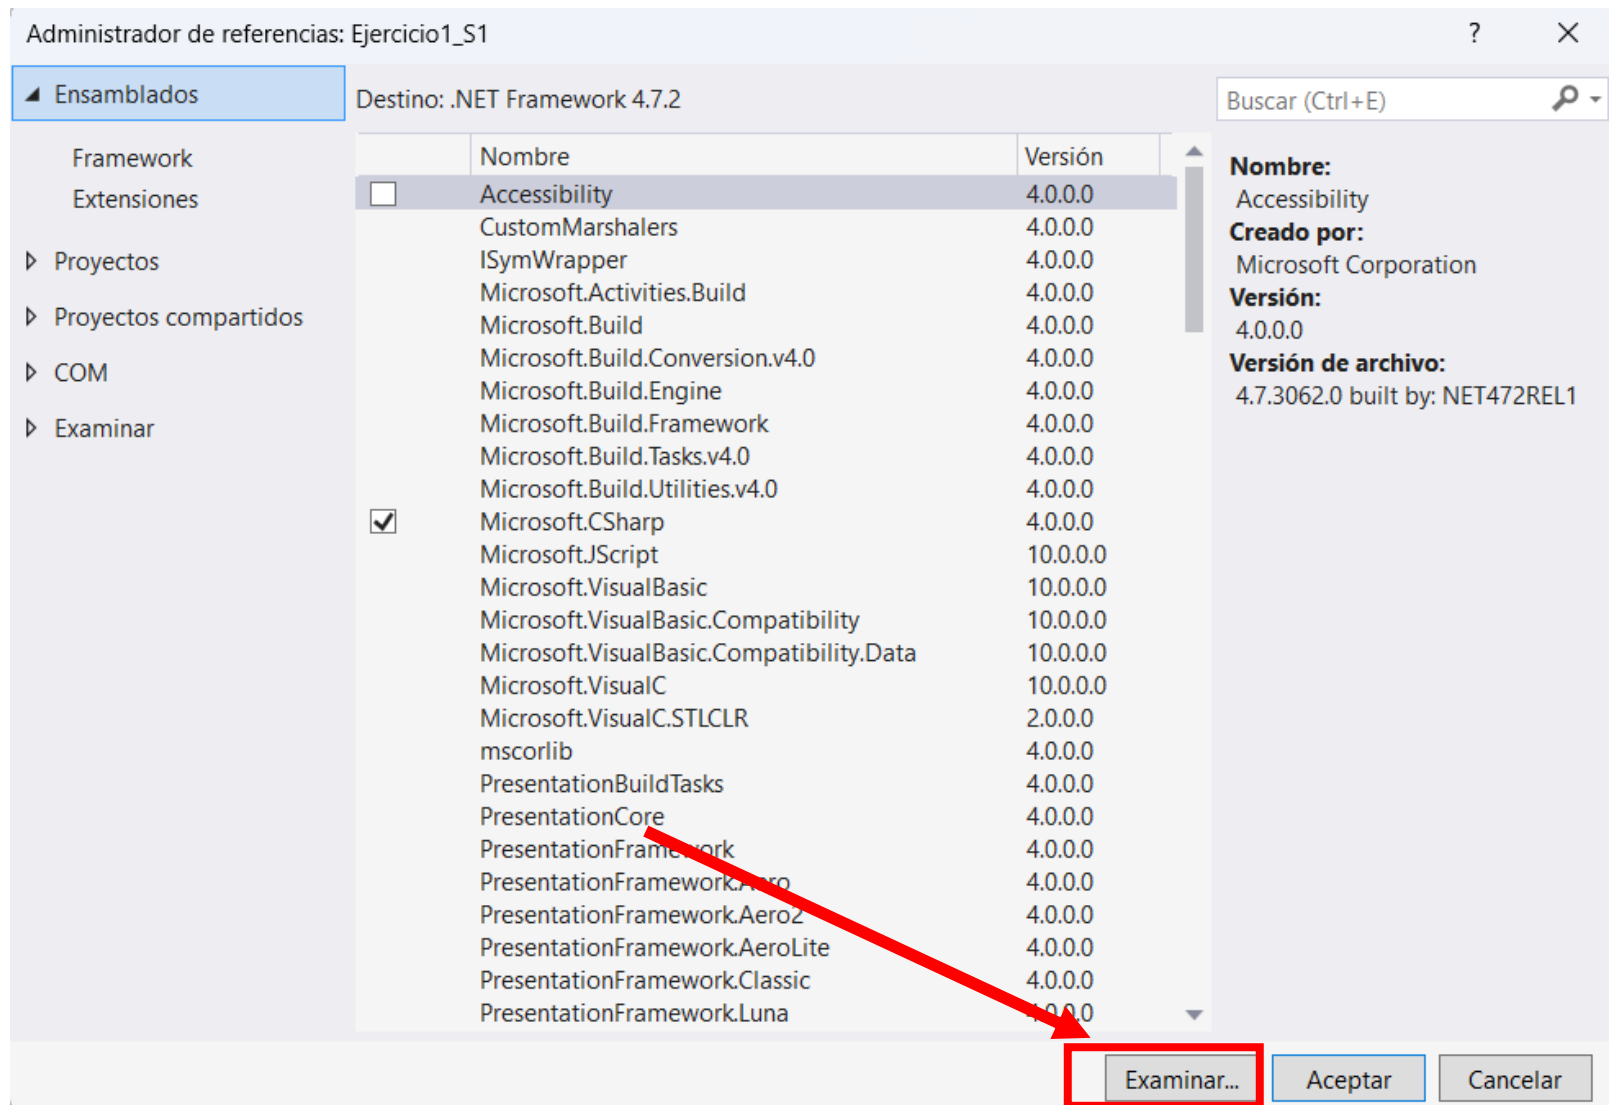 Administrador de referencias: Ejercicio1_S1 ?
Ensamblados
Framework
Extensiones
Proyectos
Proyectos compartidos
COM
Examinar
Destino: .NET Framework 4.7.2
Nombre Versión
Accessibility 4.0.0.0
CustomMarshalers 4.0.0.0
ISymWrapper 4.0.0.0
Microsoft.Activities.Build 4.0.0.0
Microsoft.Build 4.0.0.0
Microsoft.Build.Conversion.v4.0 4.0.0.0
Microsoft.Build.Engine 4.0.0.0
Microsoft.Build.Framework 4.0.0.0
Microsoft.Build.Tasks.v4.0 4.0.0.0
Microsoft.Build.Utilities.v4.0 4.0.0.0
Microsoft.CSharp 4.0.0.0
Microsoft.JScript 10.0.0.0
Microsoft.VisualBasic 10.0.0.0
Microsoft.VisualBasic.Compatibility 10.0.0.0
Microsoft.VisualBasic.Compatibility.Data 10.0.0.0
Microsoft.VisualC 10.0.0.0
Microsoft.VisualC.STLCLR 2.0.0.0
mscorlib 4.0.0.0
PresentationBuildTasks 4.0.0.0
PresentationCore 4.0.0.0
PresentationFramework 4.0.0.0
PresentationFramework.Aero 4.0.0.0
PresentationFramework.Aero2 4.0.0.0
PresentationFramework.AeroLite 4.0.0.0
PresentationFramework.Classic 4.0.0.0
PresentationFramework.Luna 4.0.0.0
Buscar (Ctrl+E)
Nombre:
Accessibility
Creado por:
Microsoft Corporation
Versión:
4.0.0.0
Versión de archivo:
4.7.3062.0 built by: NET472REL1
Examinar... Aceptar Cancelar